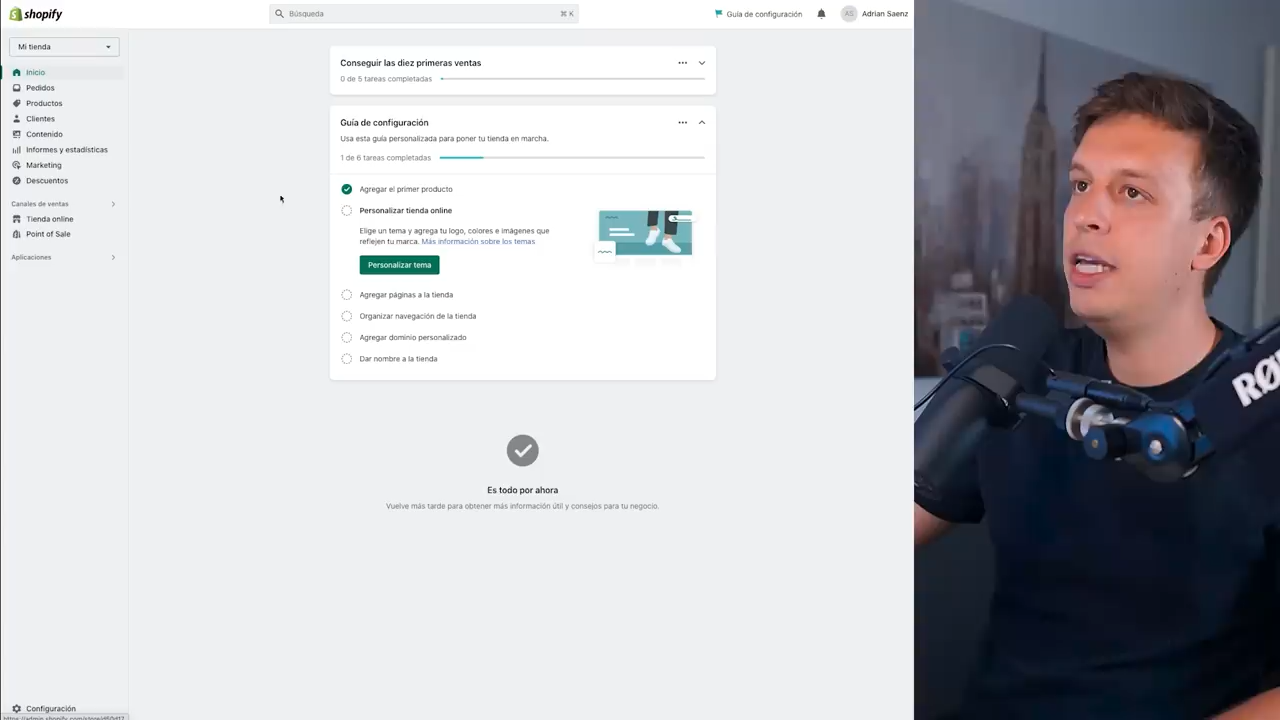 shopify
Búsqueda
⌘ K
Guía de configuración
AS
Adrian Saenz
Mi tienda
Inicio
Pedidos
Productos
Clientes
Contenido
Informes y estadísticas
Marketing
Descuentos
Canales de ventas
Tienda online
Point of Sale
Aplicaciones
Configuración
Conseguir las diez primeras ventas
0 de 5 tareas completadas
Guía de configuración
Usa esta guía personalizada para poner tu tienda en marcha.
1 de 6 tareas completadas
Agregar el primer producto
Personalizar tienda online
Elige un tema y agrega tu logo, colores e imágenes que
reflejen tu marca. Más información sobre los temas
Personalizar tema
Agregar páginas a la tienda
Organizar navegación de la tienda
Agregar dominio personalizado
Dar nombre a la tienda
Es todo por ahora
Vuelve más tarde para obtener más información útil y consejos para tu negocio.
RØ